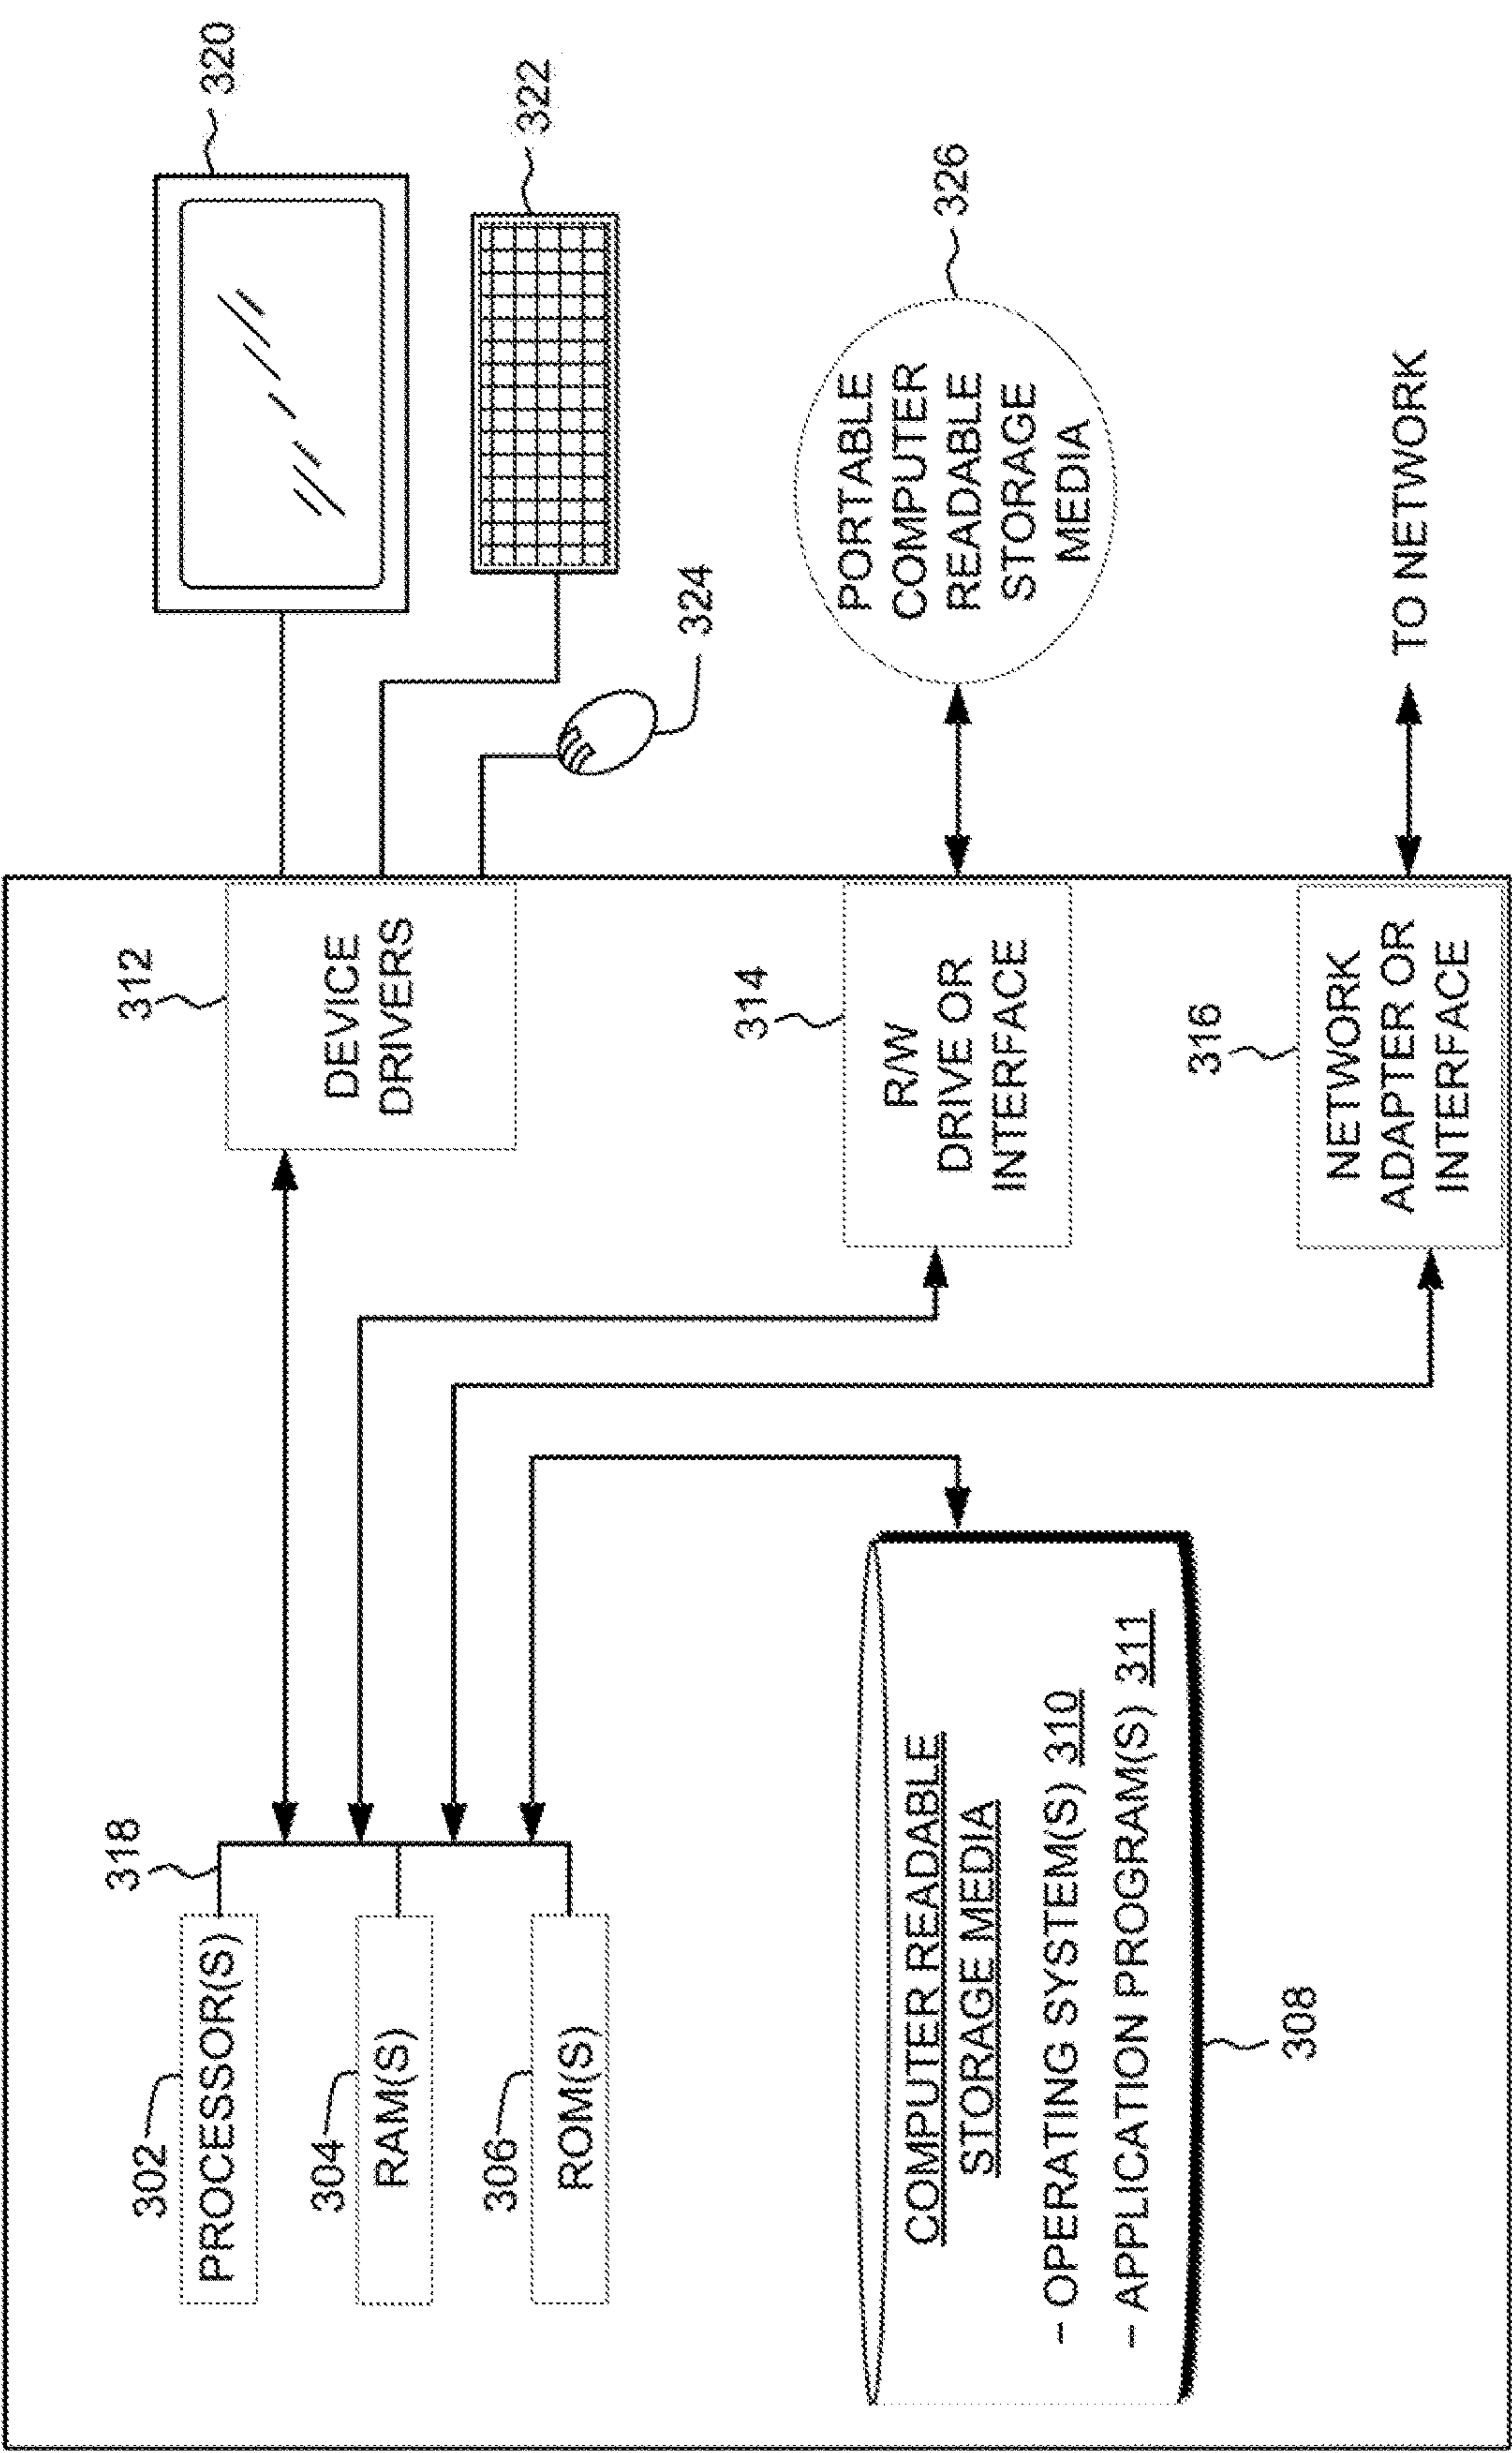 318
302
PROCESSOR(S)
304
RAM(S)
306
ROM(S)
COMPUTER READABLE
STORAGE MEDIA
– OPERATING SYSTEM(S) 310
– APPLICATION PROGRAM(S) 311
308
312
DEVICE
DRIVERS
314
R/W
DRIVE OR
INTERFACE
316
NETWORK
ADAPTER OR
INTERFACE
320
322
324
326
PORTABLE
COMPUTER
READABLE
STORAGE
MEDIA
TO NETWORK